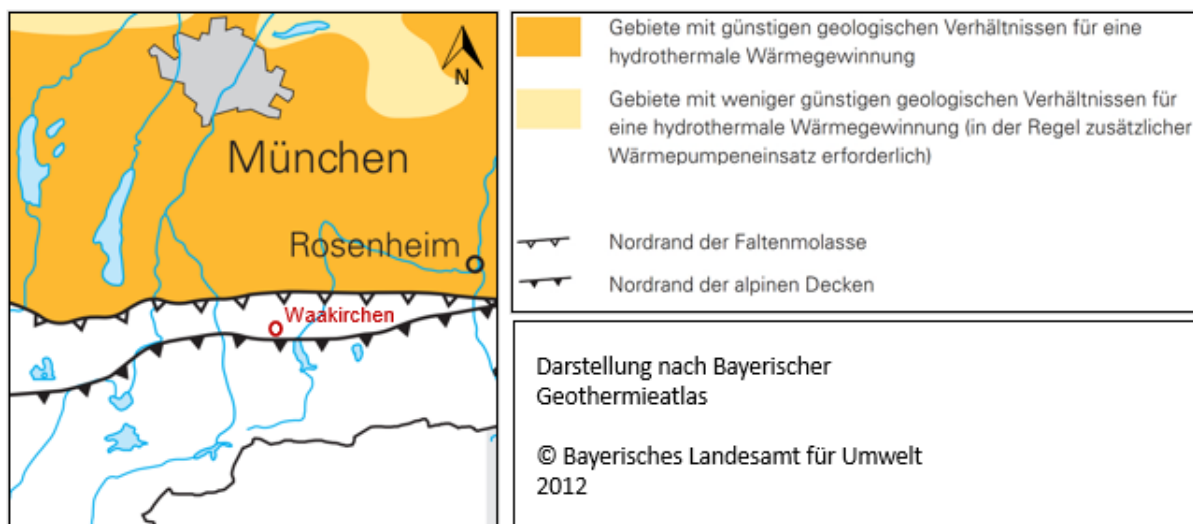 N
München
Rosenheim
Waakirchen
Gebiete mit günstigen geologischen Verhältnissen für eine
hydrothermale Wärmegewinnung
Gebiete mit weniger günstigen geologischen Verhältnissen für
eine hydrothermale Wärmegewinnung (in der Regel zusätzlicher
Wärmepumpeneinsatz erforderlich)
Nordrand der Faltenmolasse
Nordrand der alpinen Decken
Darstellung nach Bayerischer
Geothermieatlas
© Bayerisches Landesamt für Umwelt
2012